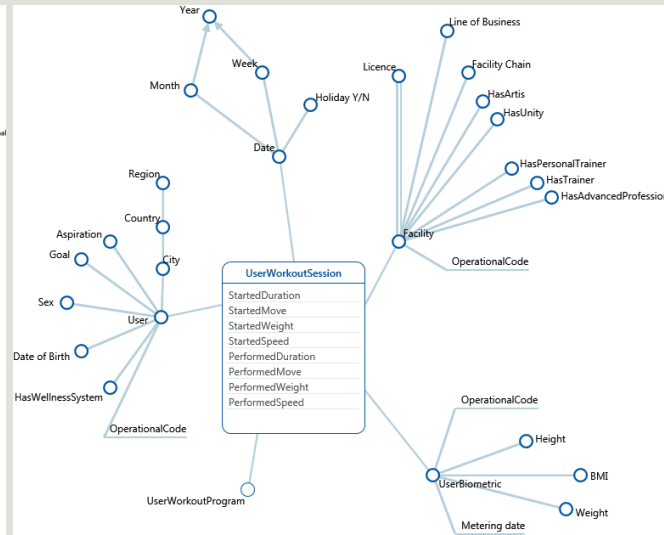 Year
Line of Business
Week
Licence
Facility Chain
Month
HasArtis
Holiday Y/N
HasUnity
Date
HasPersonalTrainer
Region
HasTrainer
HasAdvancedProfession
Country
Aspiration
Facility
Goal
City
OperationalCode
UserWorkoutSession
StartedDuration
Sex
StartedMove
User
StartedWeight
StartedSpeed
Date of Birth
PerformedDuration
PerformedMove
HasWellnessSystem
PerformedWeight
PerformedSpeed
OperationalCode
OperationalCode
Height
BMI
UserBiometric
UserWorkoutProgram
Weight
Metering date